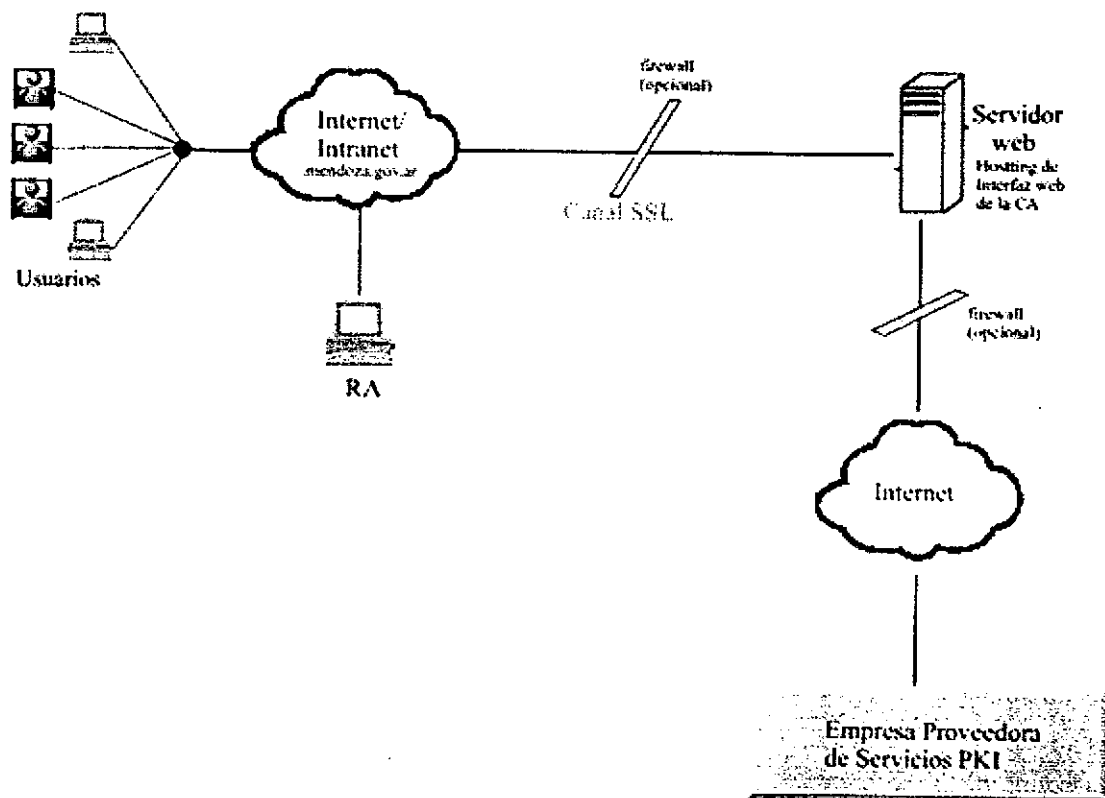 firewall
(opcional)
Internet/
Intranet
.mendoza.gov.ar
Servidor
web
Hostting de
Interfaz web
de la CA
Canal SSL
Usuarios
firewall
(opcional)
RA
Internet
Empresa Proveedora
de Servicios PKI